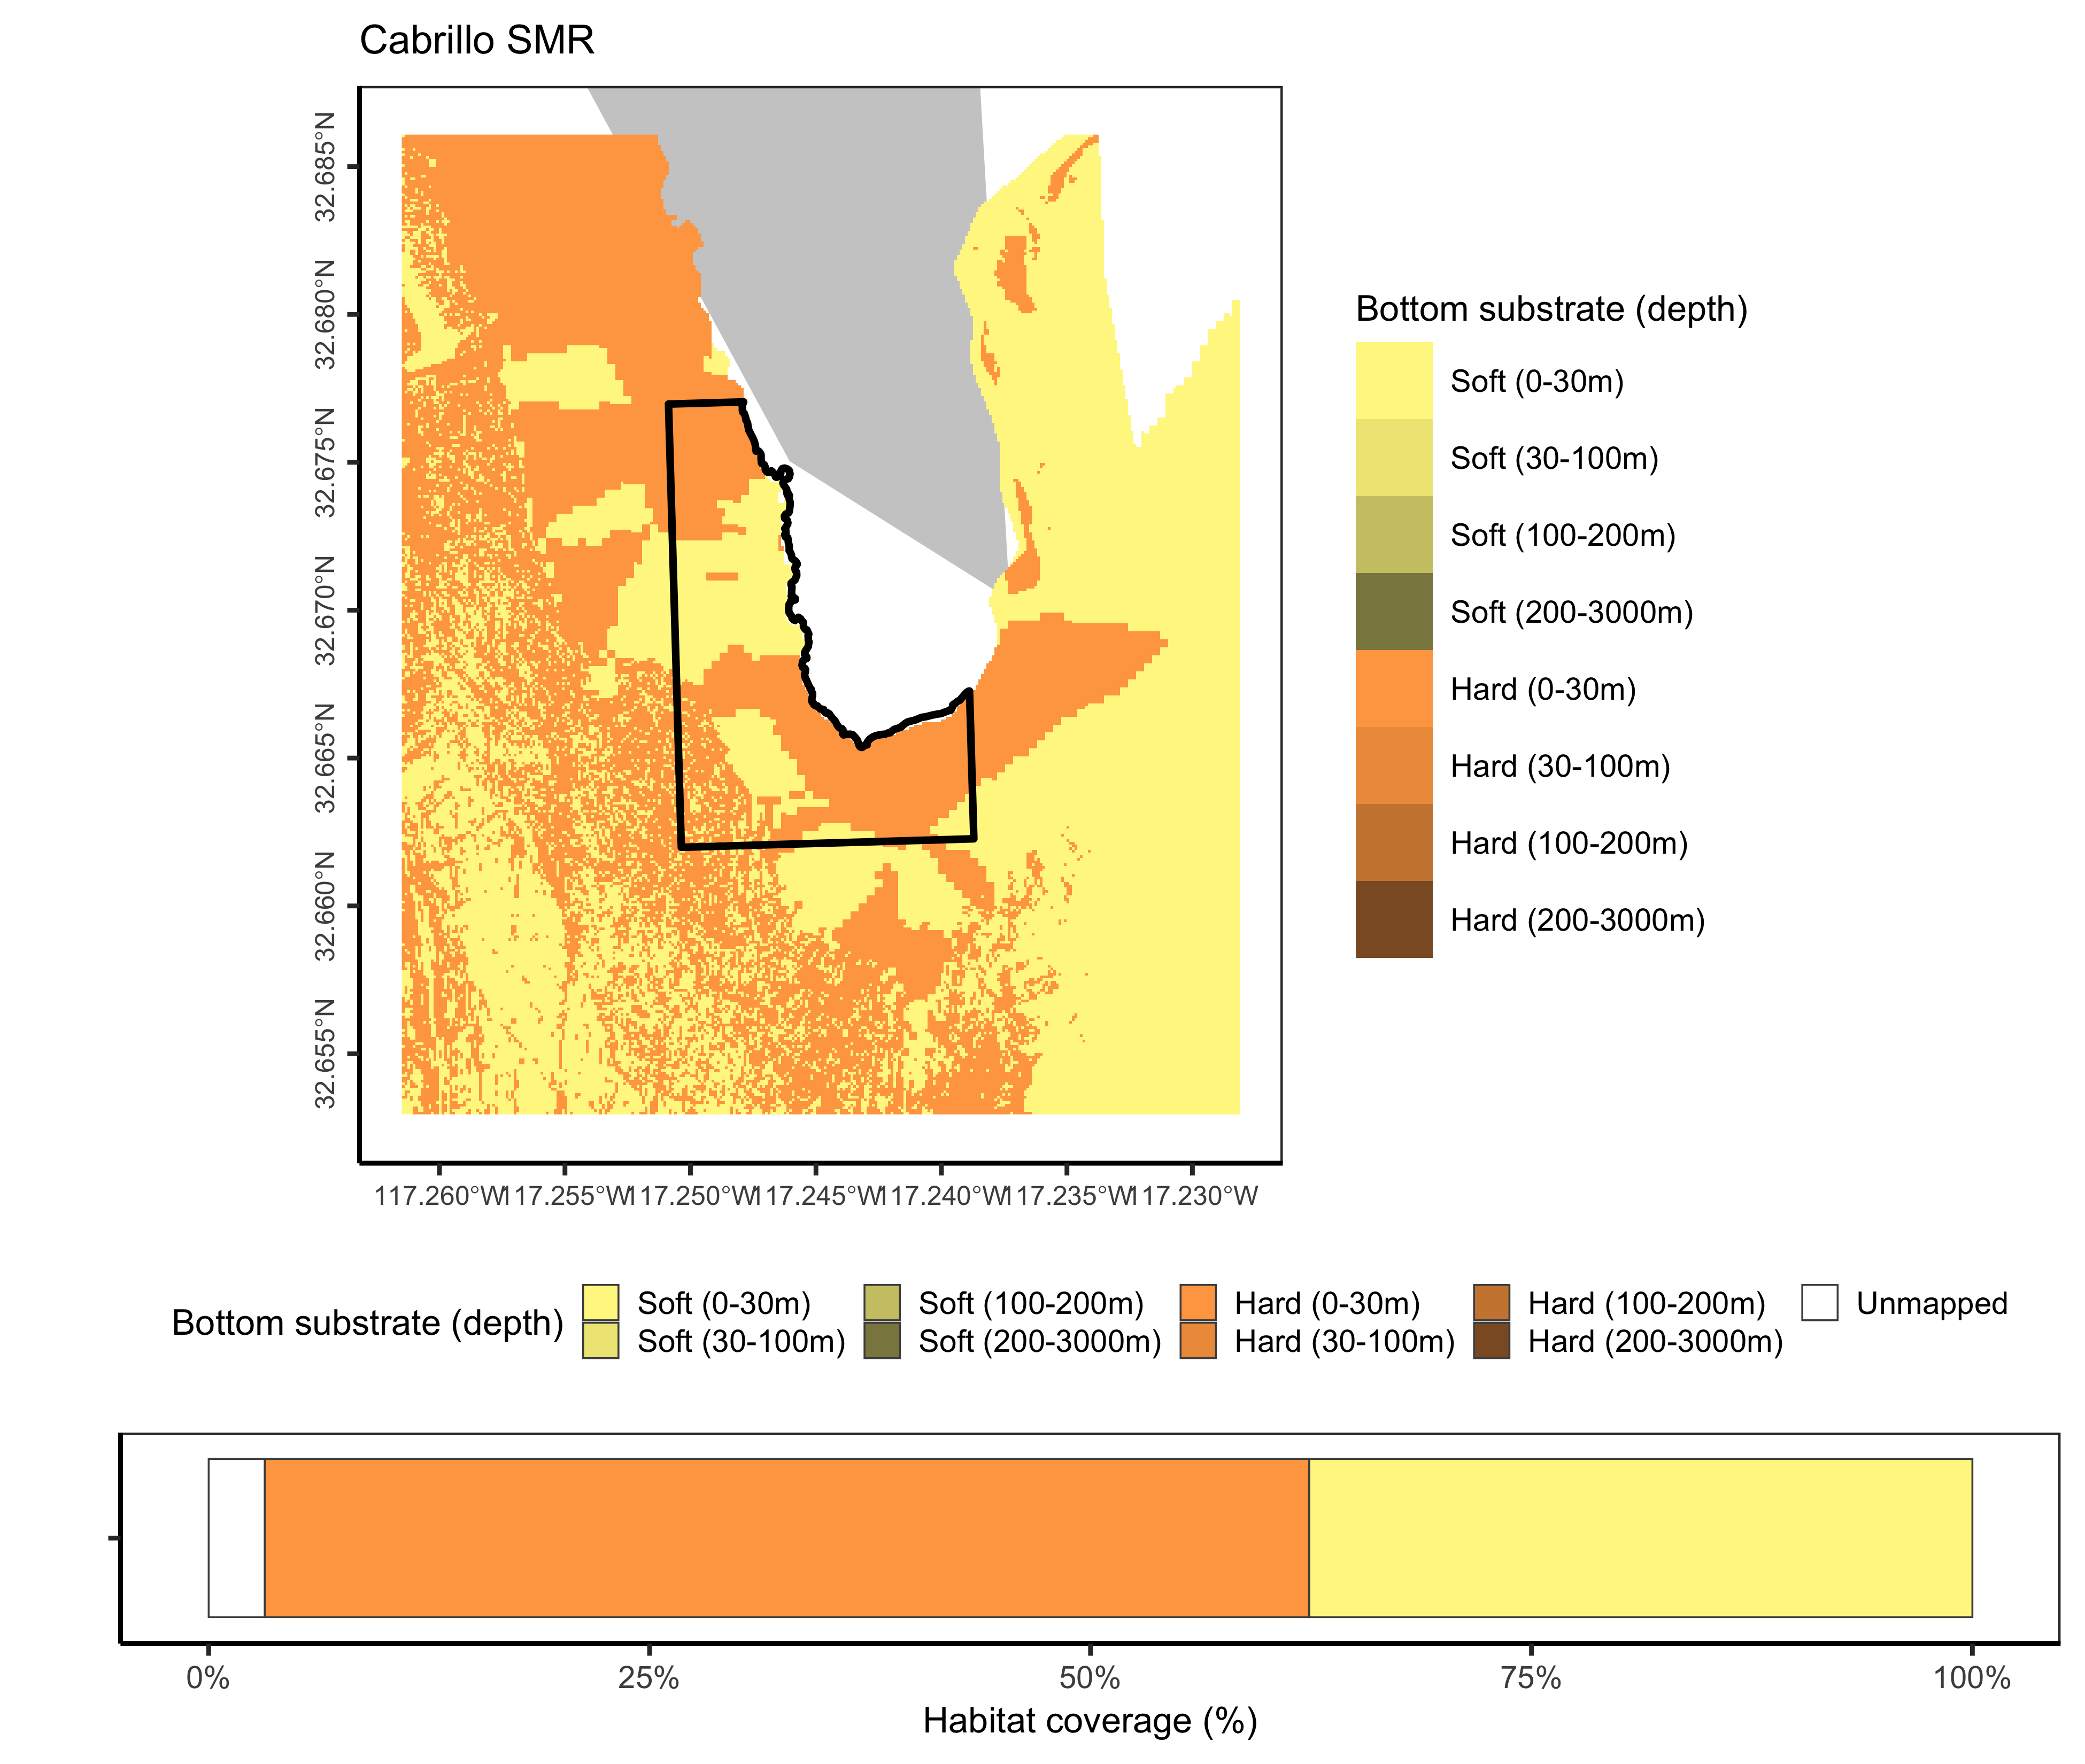 Cabrillo SMR
32.685°N
32.680°N
32.675°N
32.670°N
32.665°N
32.660°N
32.655°N
117.260°W
117.255°W
117.250°W
117.245°W
117.240°W
117.235°W
117.230°W
Bottom substrate (depth)
Soft (0-30m)
Soft (30-100m)
Soft (100-200m)
Soft (200-3000m)
Hard (0-30m)
Hard (30-100m)
Hard (100-200m)
Hard (200-3000m)
Bottom substrate (depth)
Soft (0-30m)
Soft (30-100m)
Soft (100-200m)
Soft (200-3000m)
Hard (0-30m)
Hard (30-100m)
Hard (100-200m)
Hard (200-3000m)
Unmapped
0%
25%
50%
75%
100%
Habitat coverage (%)